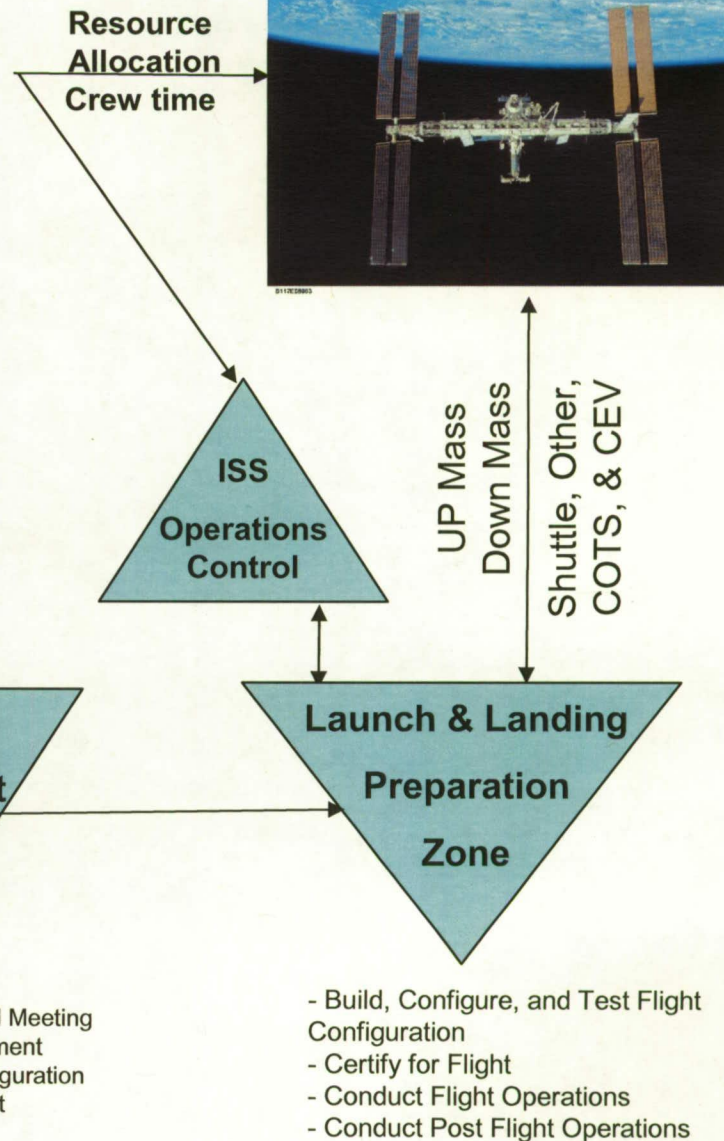 Resource
Allocation
Crew time
ISS
Operations
Control
UP Mass
Down Mass
Shuttle, Other,
COTS, & CEV
Launch & Landing
Preparation
Zone
t
Meeting
ment
guration
t
- Build, Configure, and Test Flight
Configuration
- Certify for Flight
- Conduct Flight Operations
- Conduct Post Flight Operations